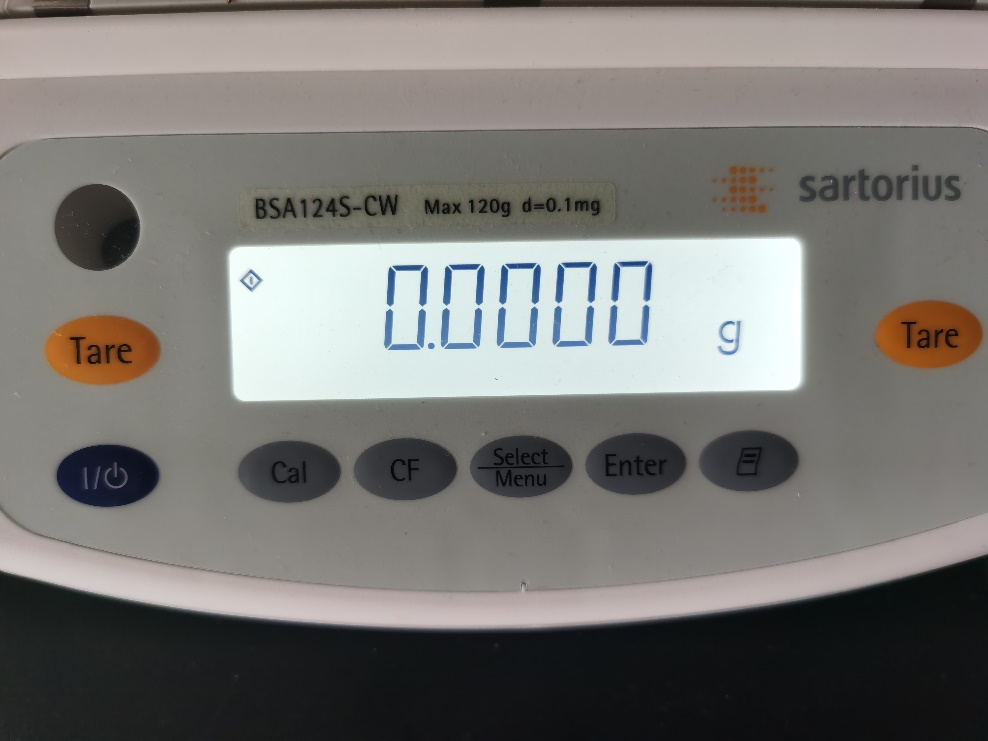 sartorius
BSA124S-CW Max 120g d=0.1mg
0.0000 g
Tare
Tare
I/⏻
Cal
CF
Select
Menu
Enter